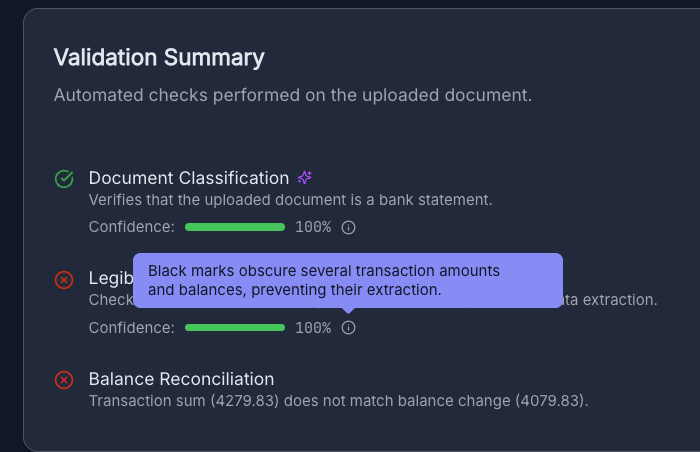 Validation Summary
Automated checks performed on the uploaded document.
Document Classification
Verifies that the uploaded document is a bank statement.
Confidence: 100%
Black marks obscure several transaction amounts
and balances, preventing their extraction.
Legib
Check ta extraction.
Confidence: 100%
Balance Reconciliation
Transaction sum (4279.83) does not match balance change (4079.83).